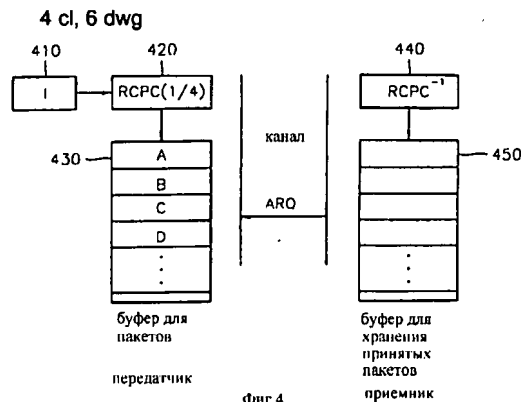 4 cl, 6 dwg
410
420
440
I
RCPC(1/4)
RCPC⁻¹
канал
430
A
450
B
C
ARQ
D
буфер для
пакетов
буфер для
хранения
принятых
пакетов
передатчик
приемник
Фиг.4